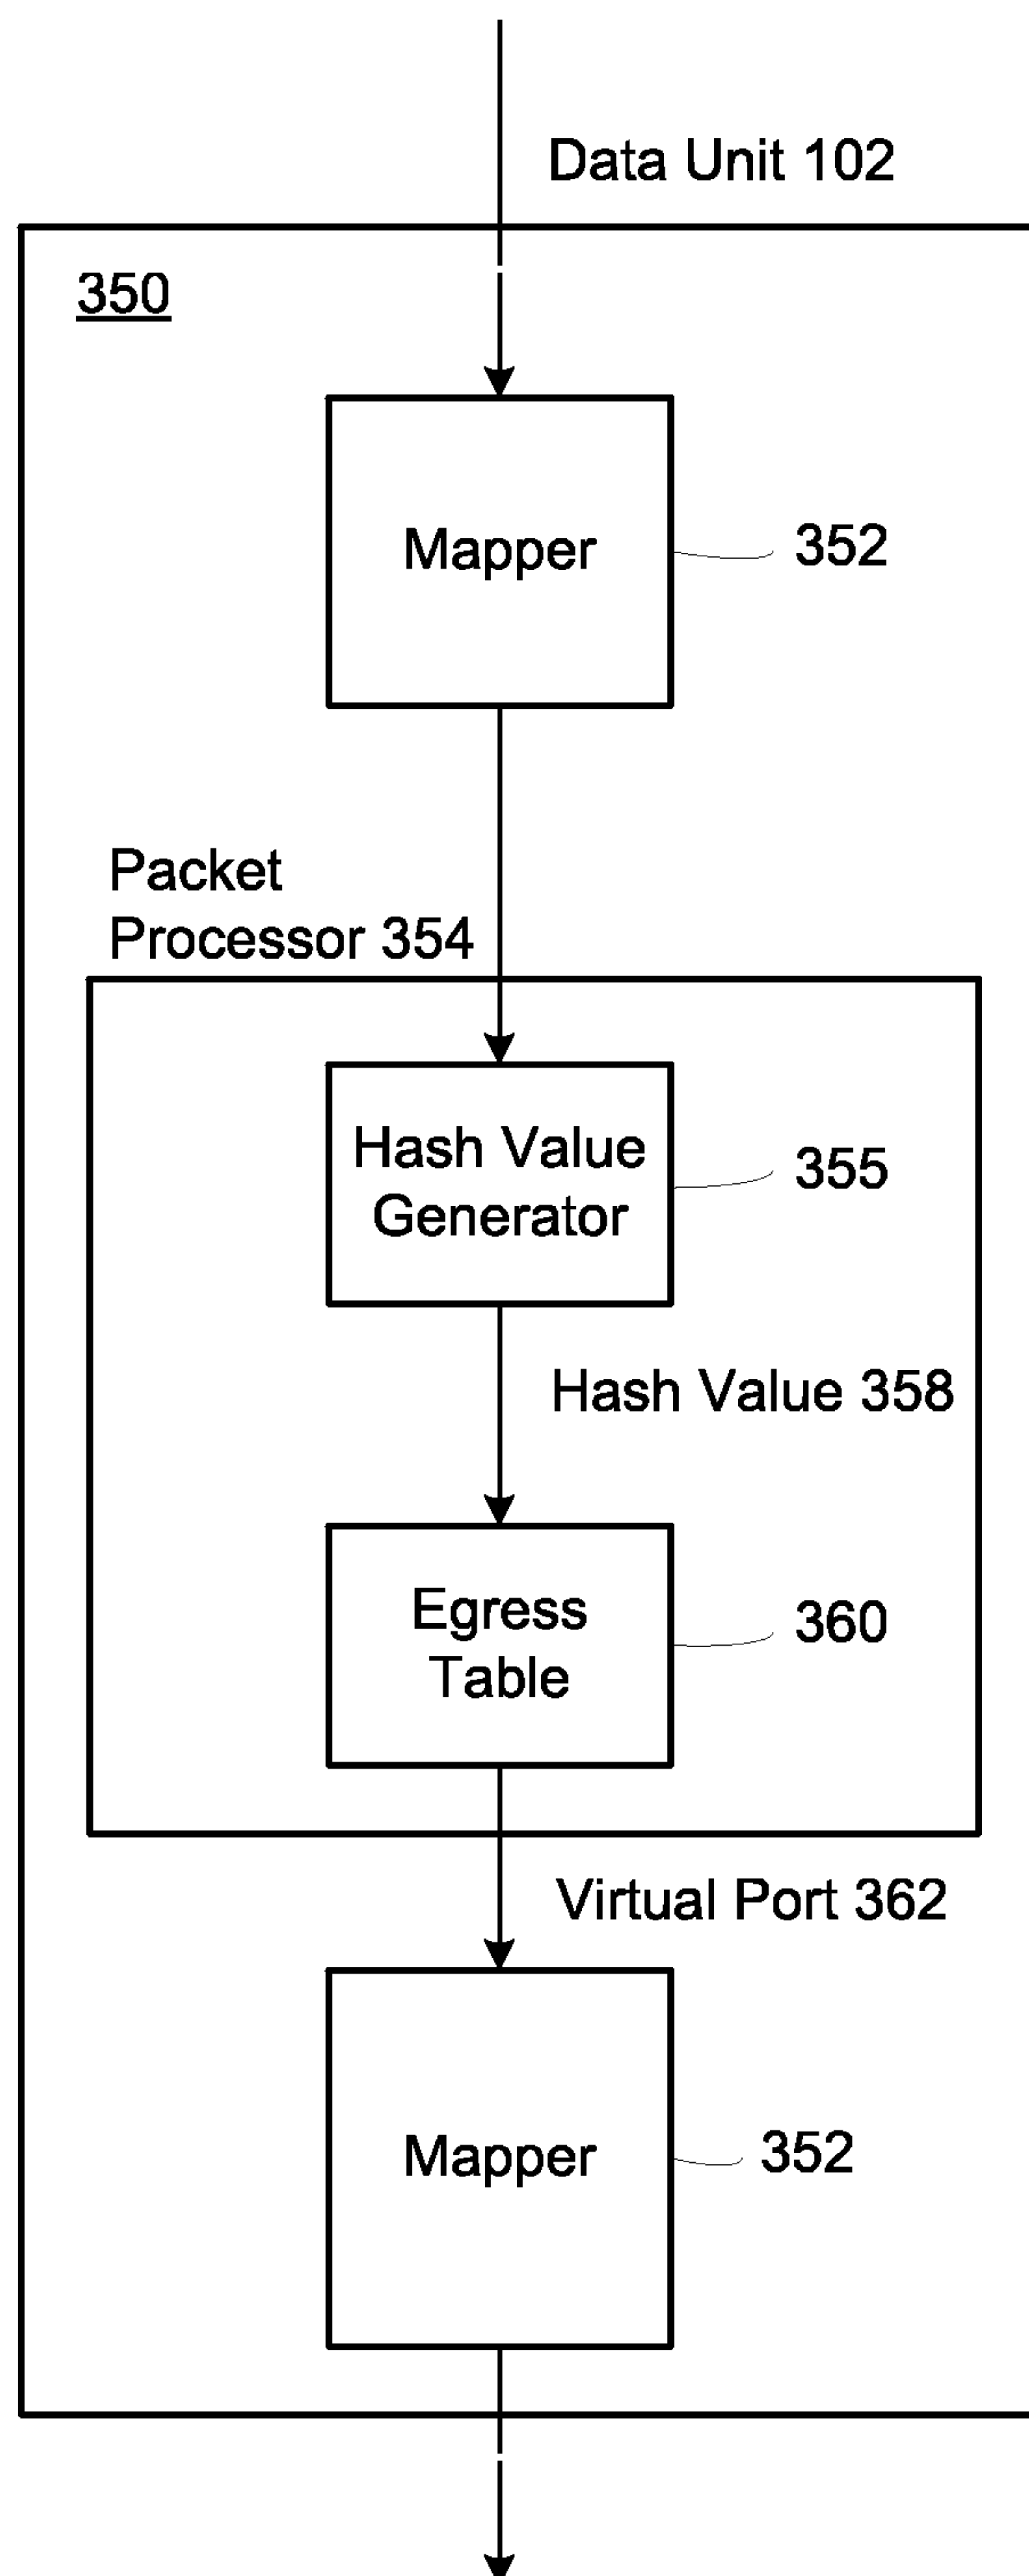 Data Unit 102
350
Mapper
352
Packet
Processor 354
Hash Value
Generator
355
Hash Value 358
Egress
Table
360
Virtual Port 362
Mapper
352